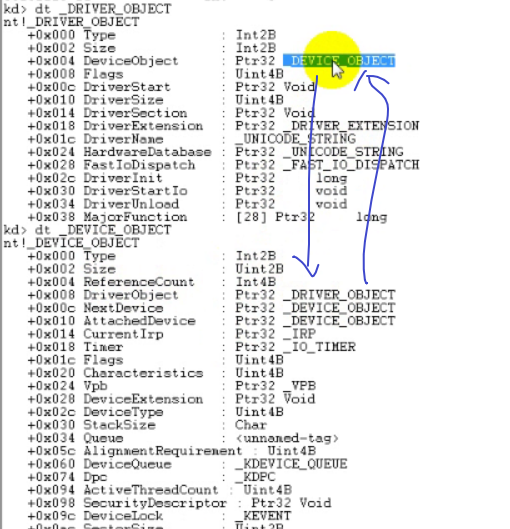 kd> dt _DRIVER_OBJECT
nt!_DRIVER_OBJECT
+0x000 Type : Int2B
+0x002 Size : Int2B
+0x004 DeviceObject : Ptr32 _DEVICE_OBJECT
+0x008 Flags : Uint4B
+0x00c DriverStart : Ptr32 Void
+0x010 DriverSize : Uint4B
+0x014 DriverSection : Ptr32 Void
+0x018 DriverExtension : Ptr32 _DRIVER_EXTENSION
+0x01c DriverName : _UNICODE_STRING
+0x024 HardwareDatabase : Ptr32 _UNICODE_STRING
+0x028 FastIoDispatch : Ptr32 _FAST_IO_DISPATCH
+0x02c DriverInit : Ptr32 long
+0x030 DriverStartIo : Ptr32 void
+0x034 DriverUnload : Ptr32 void
+0x038 MajorFunction : [28] Ptr32 long
kd> dt _DEVICE_OBJECT
nt!_DEVICE_OBJECT
+0x000 Type : Int2B
+0x002 Size : Uint2B
+0x004 ReferenceCount : Int4B
+0x008 DriverObject : Ptr32 _DRIVER_OBJECT
+0x00c NextDevice : Ptr32 _DEVICE_OBJECT
+0x010 AttachedDevice : Ptr32 _DEVICE_OBJECT
+0x014 CurrentIrp : Ptr32 _IRP
+0x018 Timer : Ptr32 _IO_TIMER
+0x01c Flags : Uint4B
+0x020 Characteristics : Uint4B
+0x024 Vpb : Ptr32 _VPB
+0x028 DeviceExtension : Ptr32 Void
+0x02c DeviceType : Uint4B
+0x030 StackSize : Char
+0x034 Queue : <unnamed-tag>
+0x05c AlignmentRequirement : Uint4B
+0x060 DeviceQueue : _KDEVICE_QUEUE
+0x074 Dpc : _KDPC
+0x094 ActiveThreadCount : Uint4B
+0x098 SecurityDescriptor : Ptr32 Void
+0x09c DeviceLock : _KEVENT